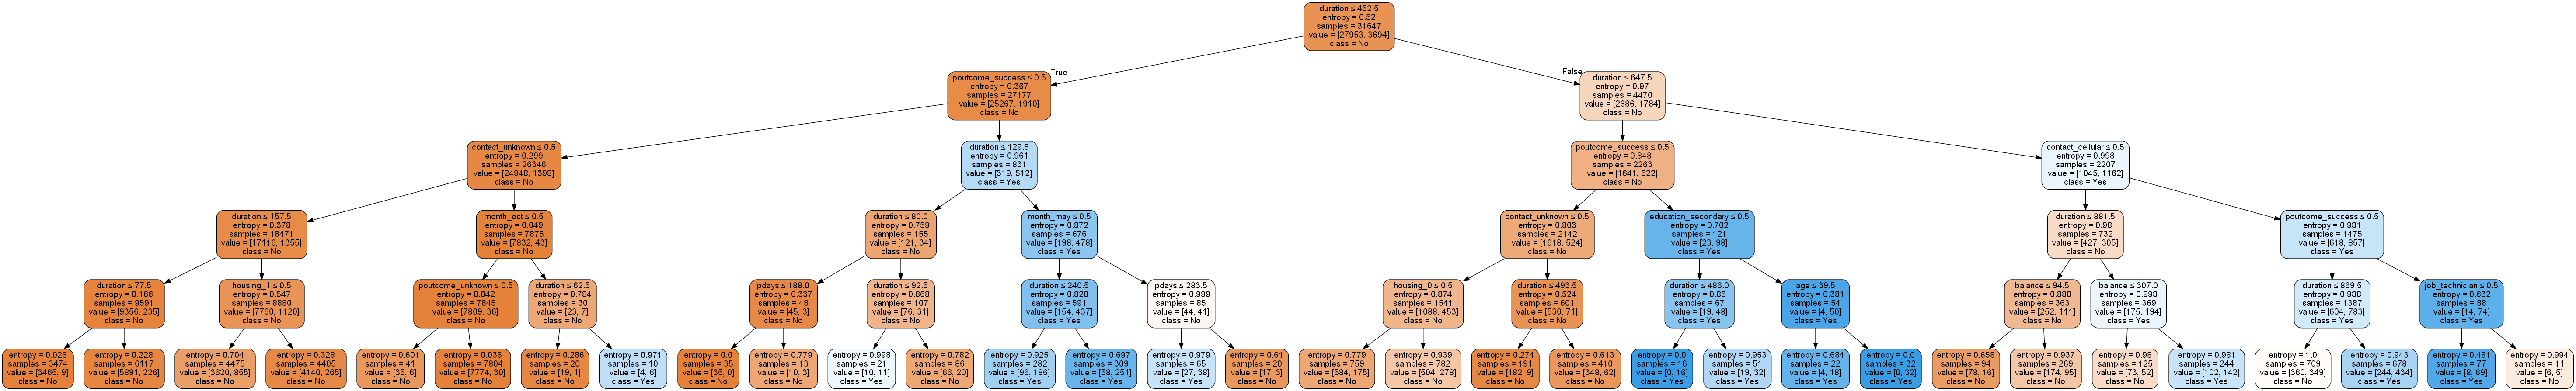 duration ≤ 452.5
entropy = 0.52
samples = 31647
value = [27953, 3694]
class = No
True
False
poutcome_success ≤ 0.5
entropy = 0.367
samples = 27177
value = [25267, 1910]
class = No
duration ≤ 647.5
entropy = 0.97
samples = 4470
value = [2686, 1784]
class = No
contact_unknown ≤ 0.5
entropy = 0.299
samples = 26346
value = [24948, 1398]
class = No
duration ≤ 129.5
entropy = 0.961
samples = 831
value = [319, 512]
class = Yes
poutcome_success ≤ 0.5
entropy = 0.848
samples = 2263
value = [1641, 622]
class = No
contact_cellular ≤ 0.5
entropy = 0.998
samples = 2207
value = [1045, 1162]
class = Yes
duration ≤ 157.5
entropy = 0.378
samples = 18471
value = [17116, 1355]
class = No
month_oct ≤ 0.5
entropy = 0.049
samples = 7875
value = [7832, 43]
class = No
duration ≤ 80.0
entropy = 0.759
samples = 155
value = [121, 34]
class = No
month_may ≤ 0.5
entropy = 0.872
samples = 676
value = [198, 478]
class = Yes
contact_unknown ≤ 0.5
entropy = 0.803
samples = 2142
value = [1618, 524]
class = No
education_secondary ≤ 0.5
entropy = 0.702
samples = 121
value = [23, 98]
class = Yes
duration ≤ 881.5
entropy = 0.98
samples = 732
value = [427, 305]
class = No
poutcome_success ≤ 0.5
entropy = 0.981
samples = 1475
value = [618, 857]
class = Yes
duration ≤ 77.5
entropy = 0.166
samples = 9591
value = [9356, 235]
class = No
housing_1 ≤ 0.5
entropy = 0.547
samples = 8880
value = [7760, 1120]
class = No
poutcome_unknown ≤ 0.5
entropy = 0.042
samples = 7845
value = [7809, 36]
class = No
duration ≤ 62.5
entropy = 0.784
samples = 30
value = [23, 7]
class = No
pdays ≤ 188.0
entropy = 0.337
samples = 48
value = [45, 3]
class = No
duration ≤ 92.5
entropy = 0.868
samples = 107
value = [76, 31]
class = No
duration ≤ 240.5
entropy = 0.828
samples = 591
value = [154, 437]
class = Yes
pdays ≤ 283.5
entropy = 0.999
samples = 85
value = [44, 41]
class = No
housing_0 ≤ 0.5
entropy = 0.874
samples = 1541
value = [1088, 453]
class = No
duration ≤ 493.5
entropy = 0.524
samples = 601
value = [530, 71]
class = No
duration ≤ 486.0
entropy = 0.86
samples = 67
value = [19, 48]
class = Yes
age ≤ 39.5
entropy = 0.381
samples = 54
value = [4, 50]
class = Yes
balance ≤ 94.5
entropy = 0.888
samples = 363
value = [252, 111]
class = No
balance ≤ 307.0
entropy = 0.998
samples = 369
value = [175, 194]
class = Yes
duration ≤ 869.5
entropy = 0.988
samples = 1387
value = [604, 783]
class = Yes
job_technician ≤ 0.5
entropy = 0.632
samples = 88
value = [14, 74]
class = Yes
entropy = 0.026
samples = 3474
value = [3465, 9]
class = No
entropy = 0.228
samples = 6117
value = [5891, 226]
class = No
entropy = 0.704
samples = 4475
value = [3620, 855]
class = No
entropy = 0.328
samples = 4405
value = [4140, 265]
class = No
entropy = 0.601
samples = 41
value = [35, 6]
class = No
entropy = 0.036
samples = 7804
value = [7774, 30]
class = No
entropy = 0.286
samples = 20
value = [19, 1]
class = No
entropy = 0.971
samples = 10
value = [4, 6]
class = Yes
entropy = 0.0
samples = 35
value = [35, 0]
class = No
entropy = 0.779
samples = 13
value = [10, 3]
class = No
entropy = 0.998
samples = 21
value = [10, 11]
class = Yes
entropy = 0.782
samples = 86
value = [66, 20]
class = No
entropy = 0.925
samples = 282
value = [96, 186]
class = Yes
entropy = 0.697
samples = 309
value = [58, 251]
class = Yes
entropy = 0.979
samples = 65
value = [27, 38]
class = Yes
entropy = 0.61
samples = 20
value = [17, 3]
class = No
entropy = 0.779
samples = 759
value = [584, 175]
class = No
entropy = 0.939
samples = 782
value = [504, 278]
class = No
entropy = 0.274
samples = 191
value = [182, 9]
class = No
entropy = 0.613
samples = 410
value = [348, 62]
class = No
entropy = 0.0
samples = 16
value = [0, 16]
class = Yes
entropy = 0.953
samples = 51
value = [19, 32]
class = Yes
entropy = 0.684
samples = 22
value = [4, 18]
class = Yes
entropy = 0.0
samples = 32
value = [0, 32]
class = Yes
entropy = 0.658
samples = 94
value = [78, 16]
class = No
entropy = 0.937
samples = 269
value = [174, 95]
class = No
entropy = 0.98
samples = 125
value = [73, 52]
class = No
entropy = 0.981
samples = 244
value = [102, 142]
class = Yes
entropy = 1.0
samples = 709
value = [360, 349]
class = No
entropy = 0.943
samples = 678
value = [244, 434]
class = Yes
entropy = 0.481
samples = 77
value = [8, 69]
class = Yes
entropy = 0.994
samples = 11
value = [6, 5]
class = No